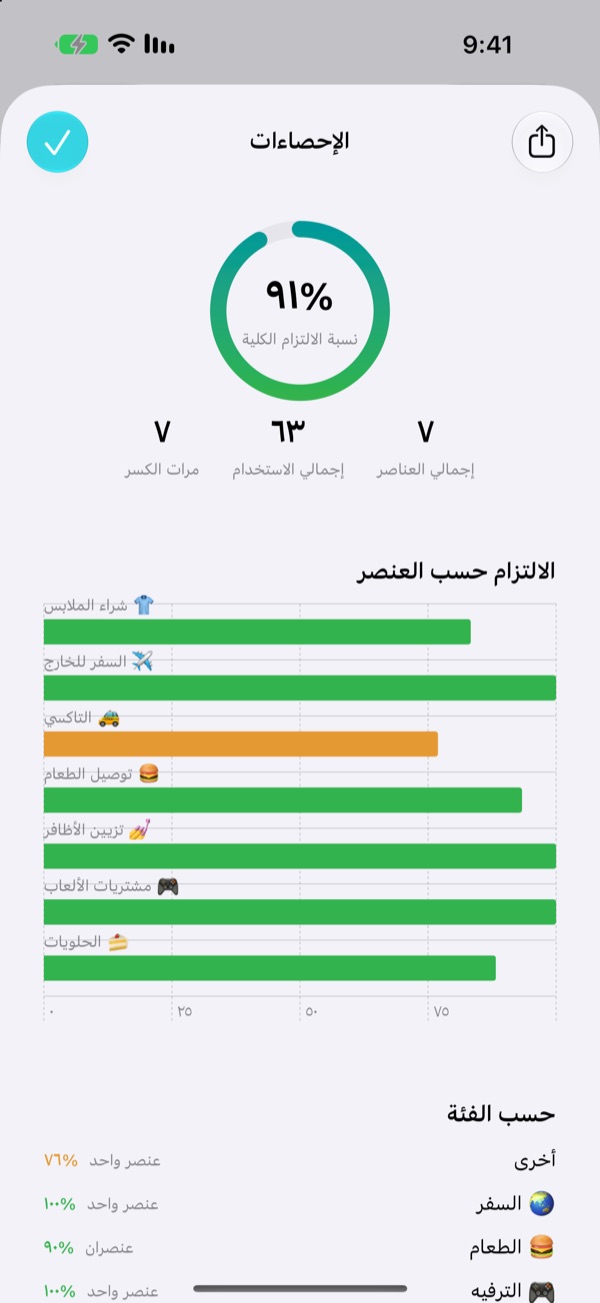 9:41
الإحصاءات
٩١%
نسبة الالتزام الكلية
٧ ٦٣ ٧
إجمالي العناصر إجمالي الاستخدام مرات الكسر
الالتزام حسب العنصر
👕 شراء الملابس
✈️ السفر للخارج
🚕 التاكسي
🍔 توصيل الطعام
💅 تزيين الأظافر
🎮 مشتريات الألعاب
🍰 الحلويات
٠ ٢٥ ٥٠ ٧٥
حسب الفئة
أخرى عنصر واحد ٧٦%
🌏 السفر عنصر واحد ١٠٠%
🍔 الطعام عنصران ٩٠%
🎮 الترفيه عنصر واحد ١٠٠%